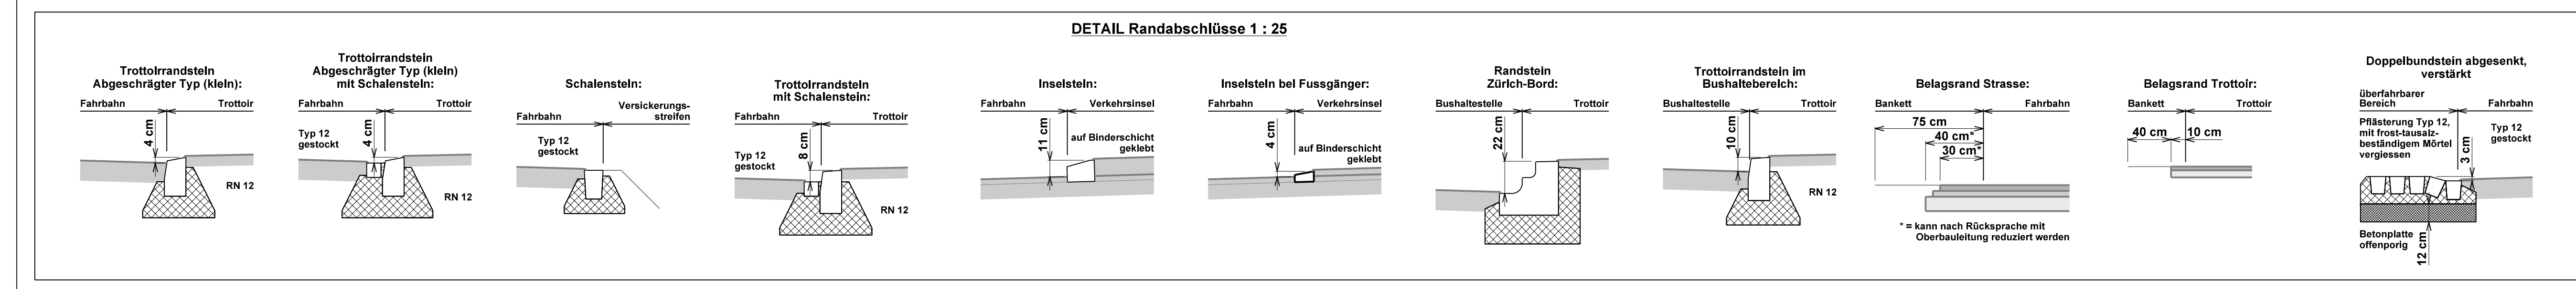 DETAIL Randabschlüsse 1 : 25
Trottoirrandstein
Abgeschrägter Typ (klein):
Fahrbahn
Trottoir
4 cm
RN 12
Trottoirrandstein
Abgeschrägter Typ (klein)
mit Schalenstein:
Fahrbahn
Trottoir
Typ 12
gestockt
4 cm
RN 12
Schalenstein:
Fahrbahn
Versickerungs-
streifen
Typ 12
gestockt
Trottoirrandstein
mit Schalenstein:
Fahrbahn
Trottoir
Typ 12
gestockt
8 cm
RN 12
Inselstein:
Fahrbahn
Verkehrsinsel
11 cm
auf Binderschicht
geklebt
Inselstein bei Fussgänger:
Fahrbahn
Verkehrsinsel
4 cm
auf Binderschicht
geklebt
Randstein
Zürich-Bord:
Bushaltestelle
Trottoir
22 cm
Trottoirrandstein im
Bushaltebereich:
Bushaltestelle
Trottoir
10 cm
RN 12
Belagsrand Strasse:
Bankett
Fahrbahn
75 cm
40 cm*
30 cm*
* = kann nach Rücksprache mit
Oberbauleitung reduziert werden
Belagsrand Trottoir:
Bankett
Trottoir
40 cm
10 cm
Doppelbundstein abgesenkt,
verstärkt
überfahrbarer
Bereich
Fahrbahn
Pflästerung Typ 12,
mit frost-tausalz-
beständigem Mörtel
vergiessen
Typ 12
gestockt
3 cm
Betonplatte
offenporig
12 cm